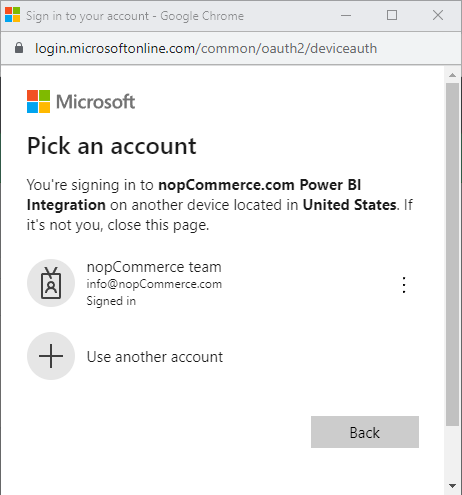 Sign in to your account - Google Chrome
login.microsoftonline.com/common/oauth2/deviceauth
Microsoft
Pick an account
You're signing in to nopCommerce.com Power BI
Integration on another device located in United States. If
it's not you, close this page.
nopCommerce team
info@nopCommerce.com
Signed in
Use another account
Back